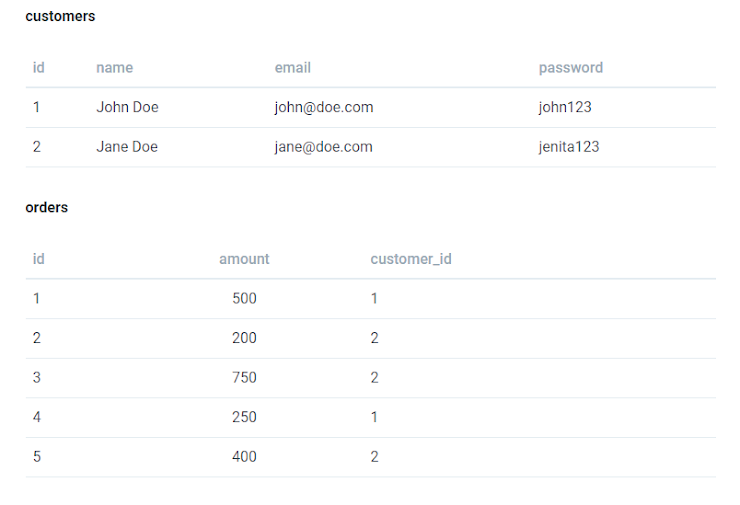 customers
id name email password
1 John Doe john@doe.com john123
2 Jane Doe jane@doe.com jenita123
orders
id amount customer_id
1 500 1
2 200 2
3 750 2
4 250 1
5 400 2